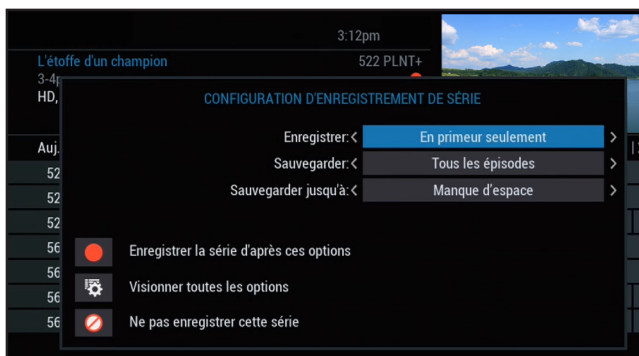 3:12pm
L'étoffe d'un champion 522 PLNT+
3-4p
HD,
CONFIGURATION D'ENREGISTREMENT DE SÉRIE
Enregistrer: < En primeur seulement >
Auj.
Sauvegarder: < Tous les épisodes >
52
Sauvegarder jusqu'à: < Manque d'espace >
52
52
56 Enregistrer la série d'après ces options
56
Visionner toutes les options
56
56 Ne pas enregistrer cette série